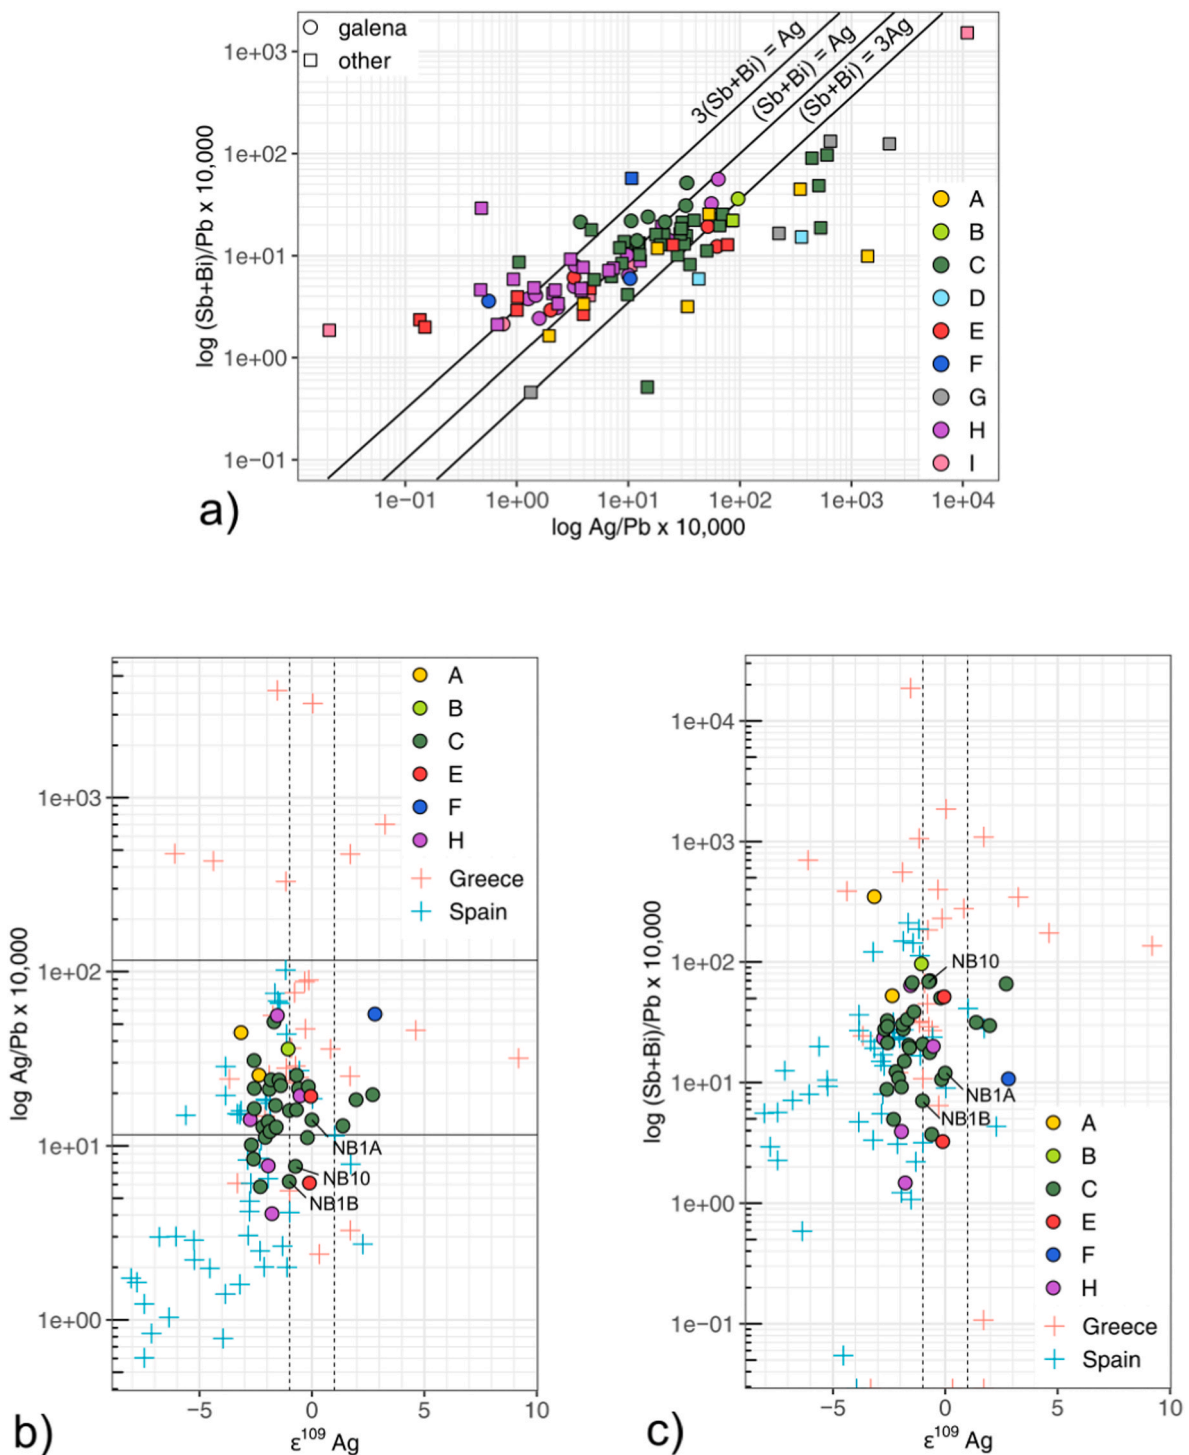 galena
other
3(Sb+Bi) = Ag
(Sb+Bi) = Ag
(Sb+Bi) = 3Ag
1e+03
1e+02
1e+01
1e+00
1e−01
log (Sb+Bi)/Pb x 10,000
A
B
C
D
E
F
G
H
I
1e−01 1e+00 1e+01 1e+02 1e+03 1e+04
log Ag/Pb x 10,000
a)
A
B
C
E
F
H
Greece
Spain
1e+03
1e+02
1e+01
1e+00
log Ag/Pb x 10,000
NB1A
NB10
NB1B
−5 0 5 10
ε109 Ag
b)
1e+04
1e+03
1e+02
1e+01
1e+00
1e−01
log (Sb+Bi)/Pb x 10,000
NB10
NB1A
NB1B
A
B
C
E
F
H
Greece
Spain
−5 0 5 10
ε109 Ag
c)